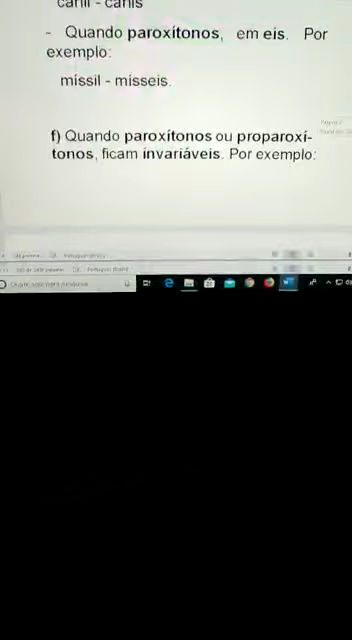 canil - canis
- Quando paroxítonos, em eis. Por
exemplo:
míssil - mísseis.
f) Quando paroxítonos ou proparoxí-
tonos, ficam invariáveis. Por exemplo: